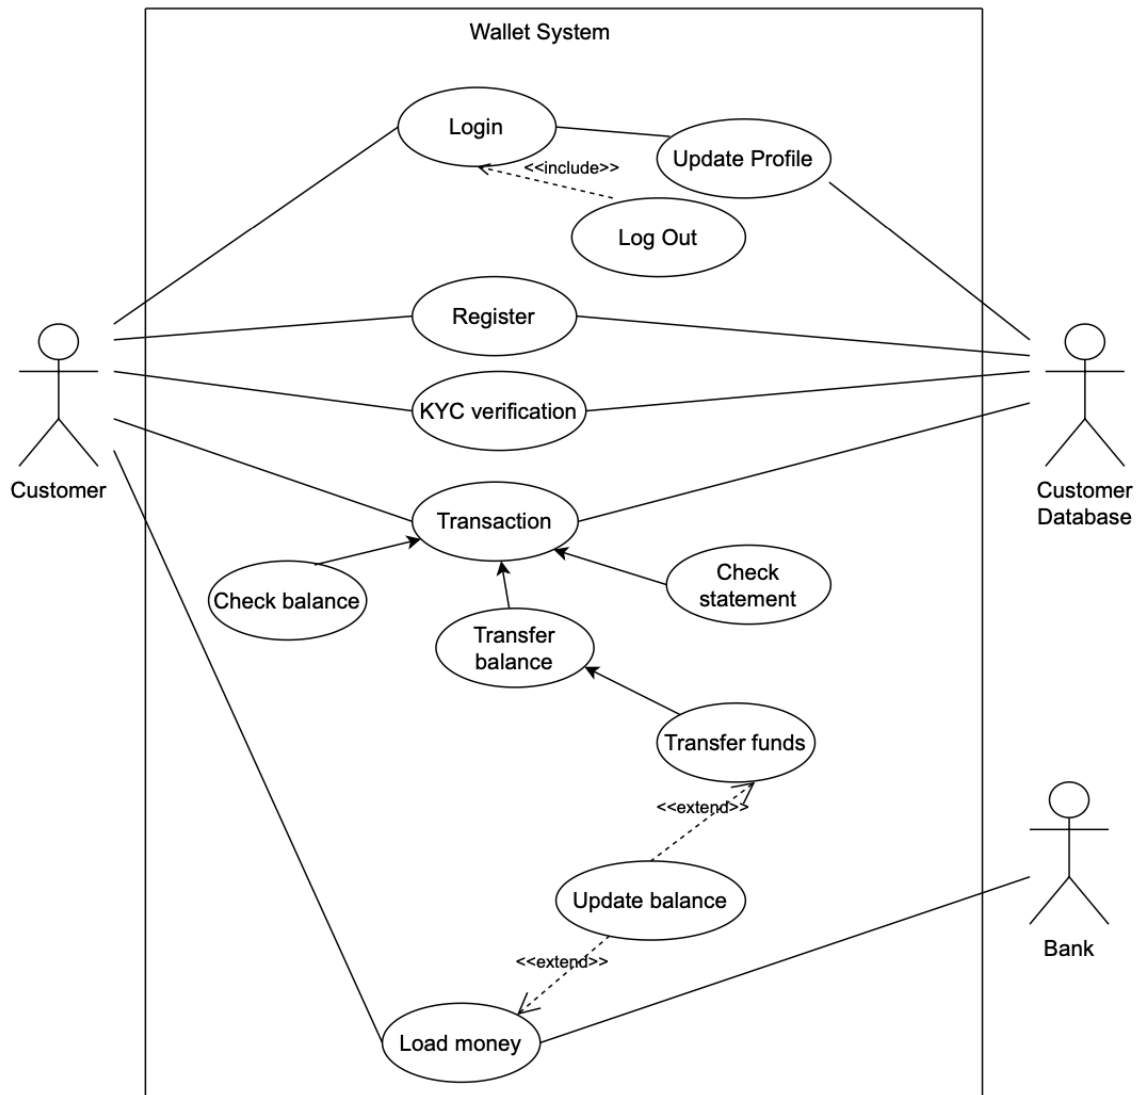 Wallet System
Login
<<include>>
Update Profile
Log Out
Register
KYC verification
Customer
Customer
Database
Transaction
Check balance
Check
statement
Transfer
balance
Transfer funds
<<extend>>
Update balance
Bank
<<extend>>
Load money